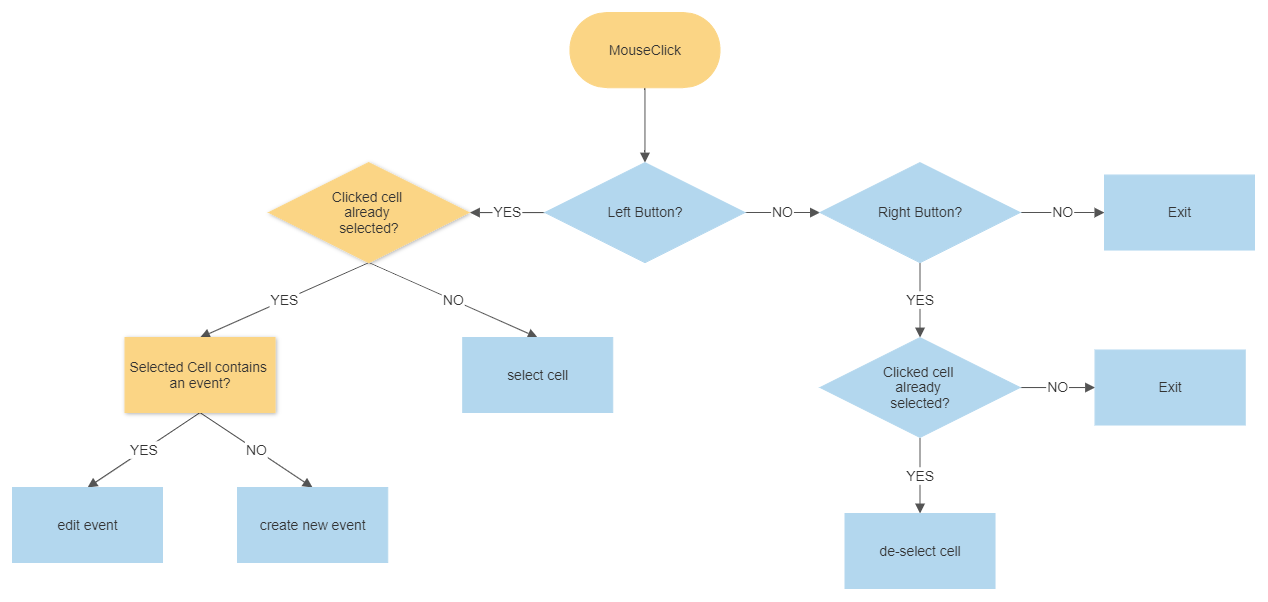 MouseClick
Clicked cell
already
selected?
YES
Left Button?
NO
Right Button?
NO
Exit
YES
NO
YES
Selected Cell contains
an event?
select cell
Clicked cell
already
selected?
NO
Exit
YES
NO
YES
edit event
create new event
de-select cell